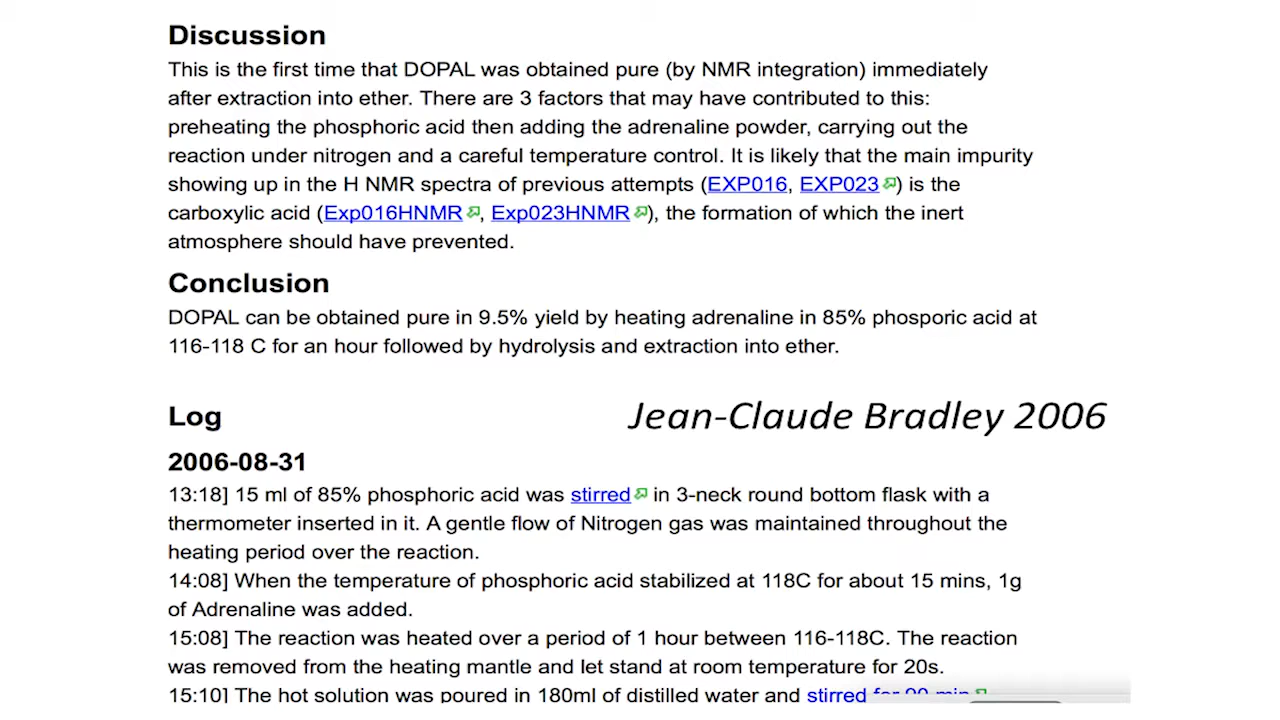 Discussion
This is the first time that DOPAL was obtained pure (by NMR integration) immediately
after extraction into ether. There are 3 factors that may have contributed to this:
preheating the phosphoric acid then adding the adrenaline powder, carrying out the
reaction under nitrogen and a careful temperature control. It is likely that the main impurity
showing up in the H NMR spectra of previous attempts (EXP016, EXP023) is the
carboxylic acid (Exp016HNMR, Exp023HNMR), the formation of which the inert
atmosphere should have prevented.
Conclusion
DOPAL can be obtained pure in 9.5% yield by heating adrenaline in 85% phosporic acid at
116-118 C for an hour followed by hydrolysis and extraction into ether.
Log
Jean-Claude Bradley 2006
2006-08-31
13:18] 15 ml of 85% phosphoric acid was stirred in 3-neck round bottom flask with a
thermometer inserted in it. A gentle flow of Nitrogen gas was maintained throughout the
heating period over the reaction.
14:08] When the temperature of phosphoric acid stabilized at 118C for about 15 mins, 1g
of Adrenaline was added.
15:08] The reaction was heated over a period of 1 hour between 116-118C. The reaction
was removed from the heating mantle and let stand at room temperature for 20s.
15:10] The hot solution was poured in 180ml of distilled water and stirred for 90 min